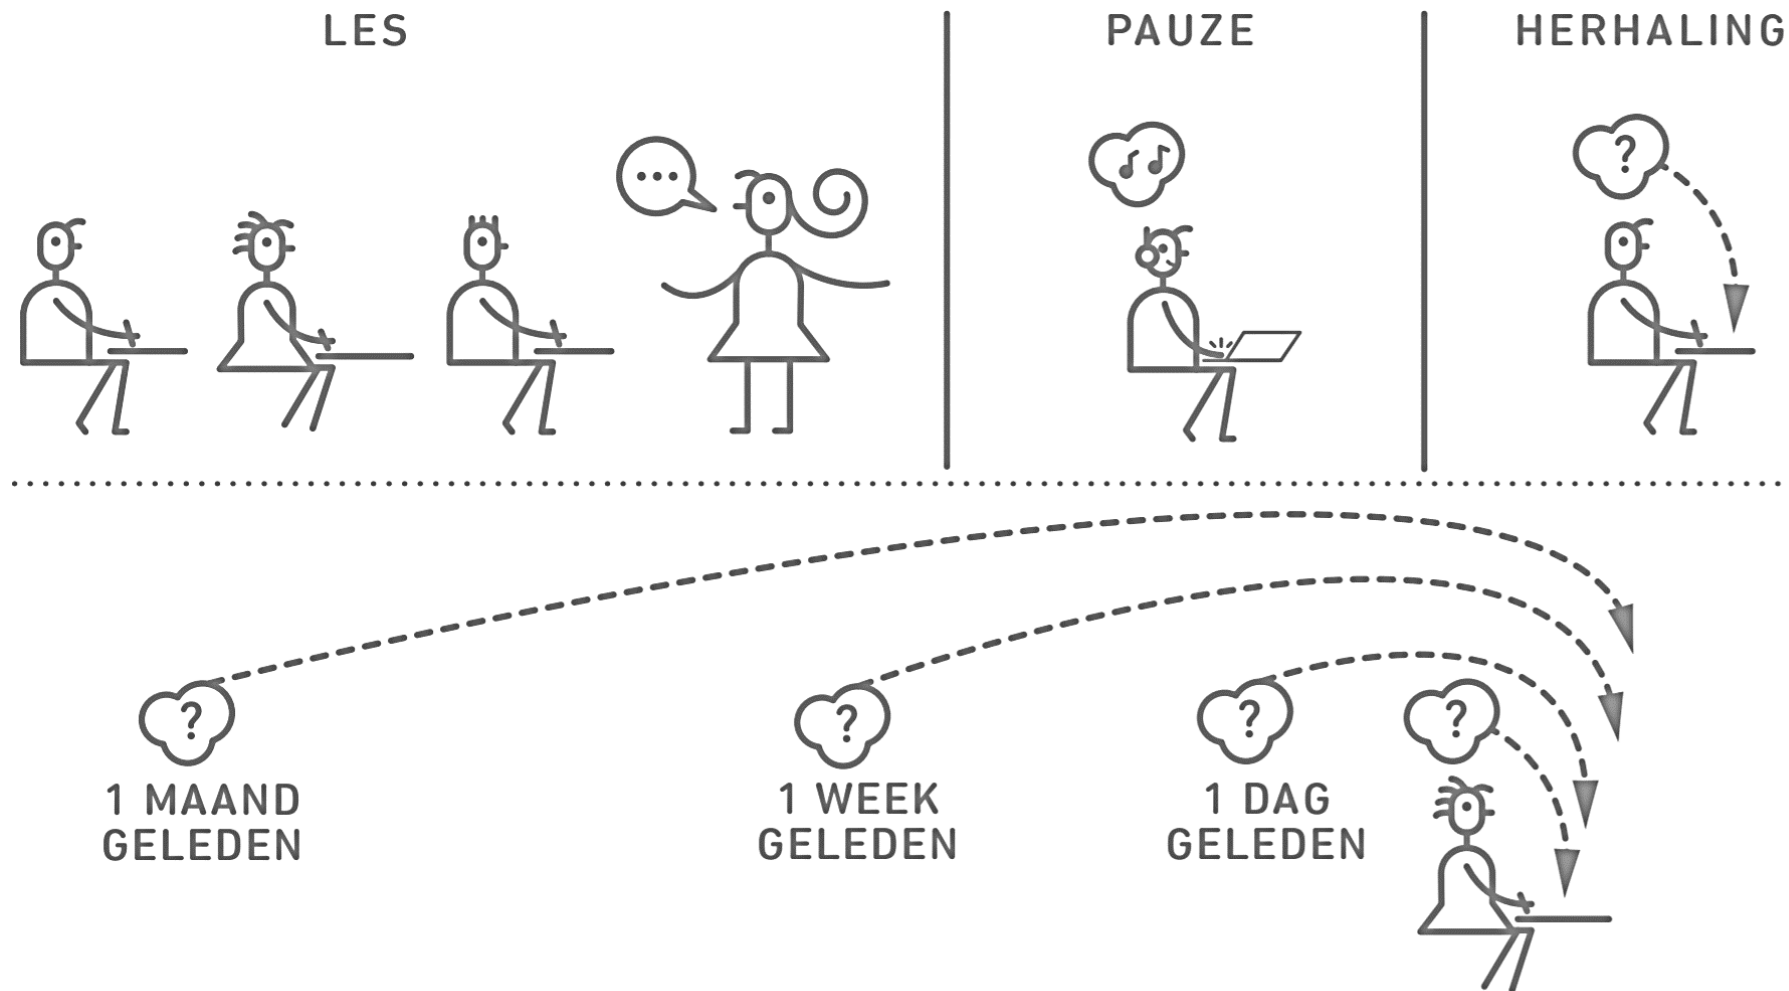 LES
PAUZE
HERHALING
...
?
?
?
?
?
1 MAAND
GELEDEN
1 WEEK
GELEDEN
1 DAG
GELEDEN